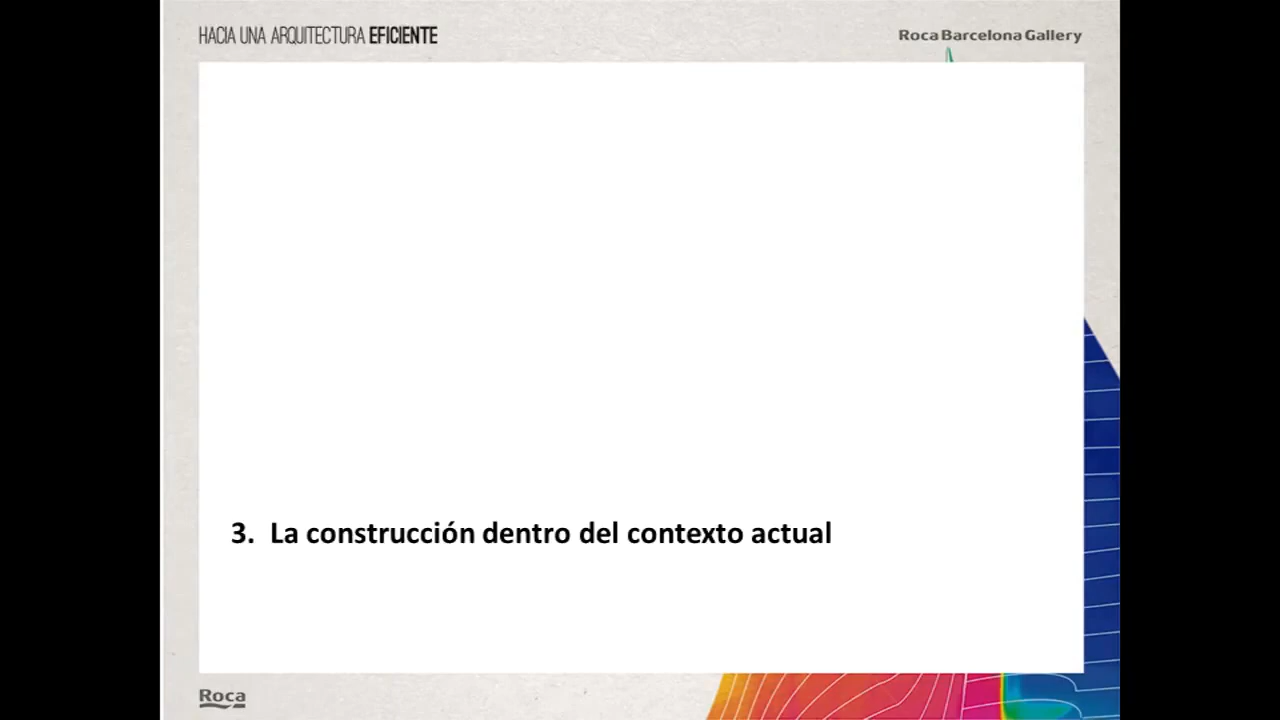 HACIA UNA ARQUITECTURA EFICIENTE
Roca Barcelona Gallery
3. La construcción dentro del contexto actual
Roca